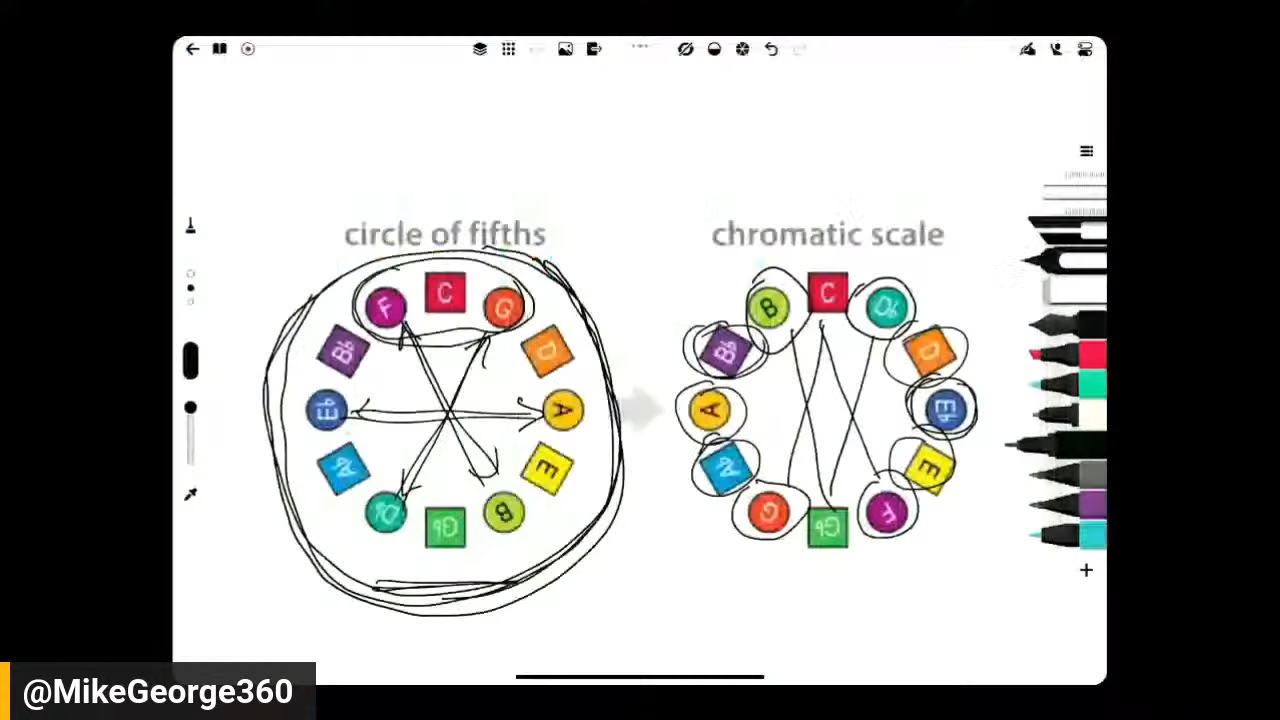 circle of fifths
chromatic scale
C
F
G
B♭
D
E♭
A
A♭
E
D♭
B
G♭
C
B
D♭
B♭
D
A
E♭
A♭
E
G
F
G♭
@MikeGeorge360